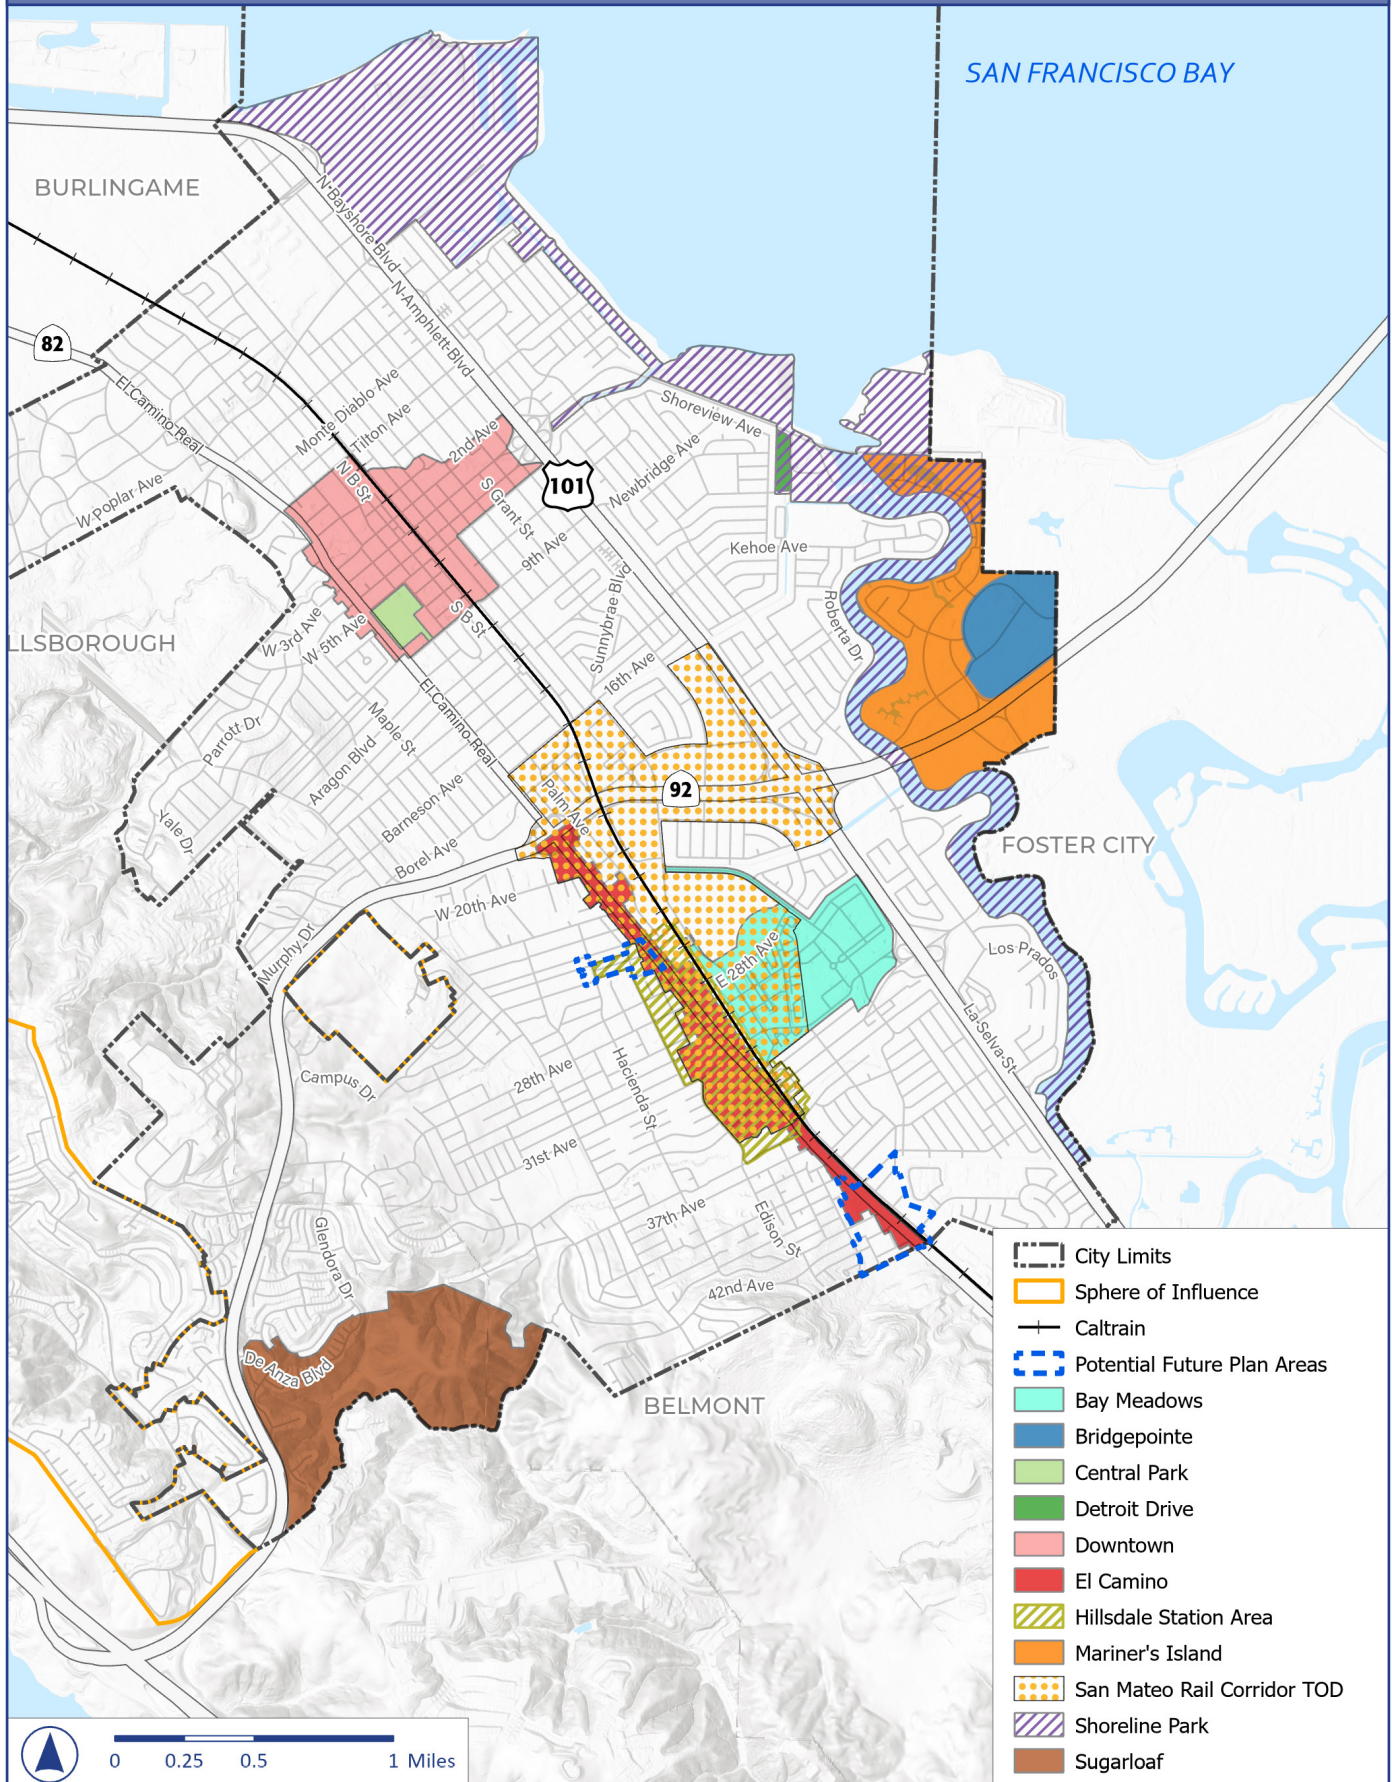 SAN FRANCISCO BAY
BURLINGAME
N Bayshore Blvd
N Amphlett Blvd
82
El Camino Real
Monte Diablo Ave
Tilton Ave
2nd Ave
Shoreview Ave
Newbridge Ave
N B St
101
S Grant St
W Poplar Ave
9th Ave
Kehoe Ave
Sunnybrae Blvd
Roberta Dr
S B St
W 3rd Ave
W 5th Ave
LLSBOROUGH
16th Ave
El Camino Real
Maple St
Parrott Dr
Aragon Blvd
92
Palm Ave
Barneson Ave
Yale Dr
Borel Ave
FOSTER CITY
W 20th Ave
Murphy Dr
E 28th Ave
Los Prados
La Selva St
Campus Dr
28th Ave
Hacienda St
31st Ave
37th Ave
Edison St
Glendora Dr
42nd Ave
De Anza Blvd
BELMONT
City Limits
Sphere of Influence
Caltrain
Potential Future Plan Areas
Bay Meadows
Bridgepointe
Central Park
Detroit Drive
Downtown
El Camino
Hillsdale Station Area
Mariner's Island
San Mateo Rail Corridor TOD
Shoreline Park
Sugarloaf
0 0.25 0.5 1 Miles